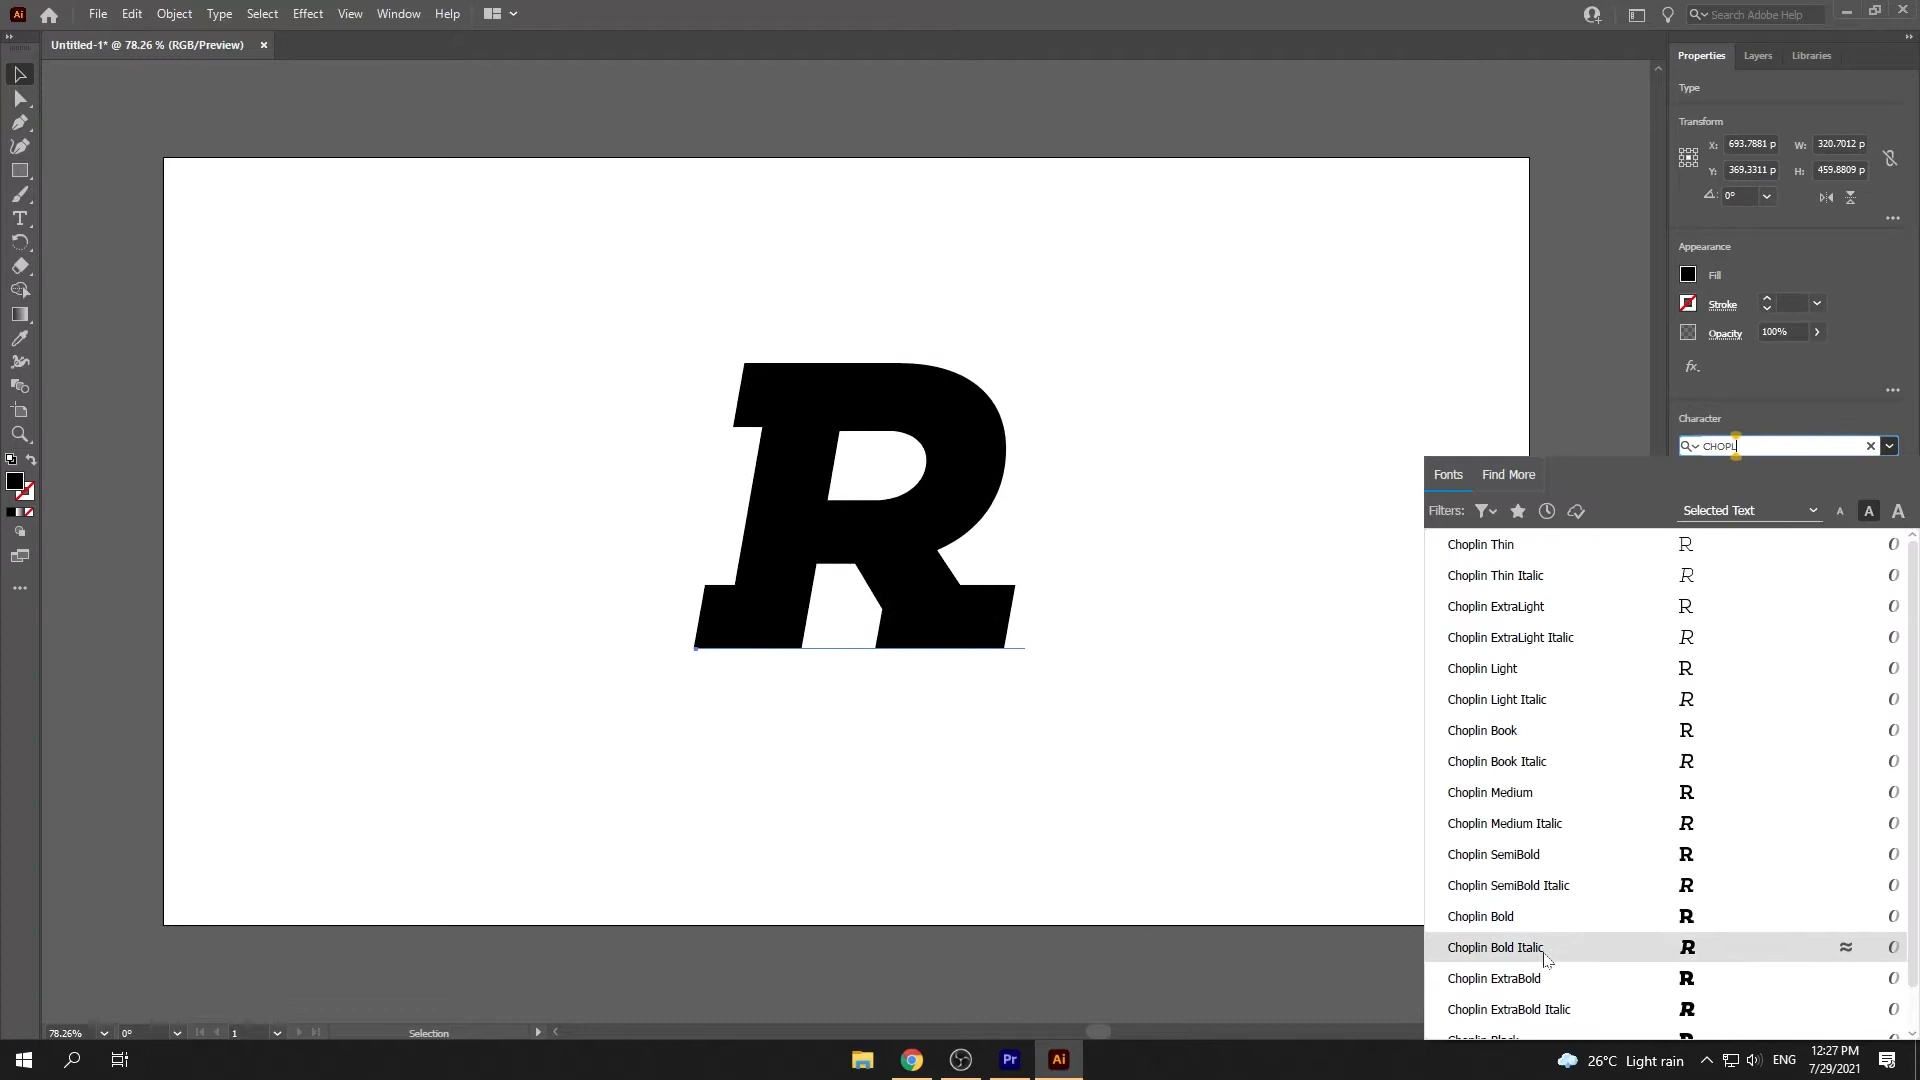 Ai File Edit Object Type Select Effect View Window Help Search Adobe Help
Untitled-1* @ 78.26 % (RGB/Preview)
Properties Layers Libraries
Type
Transform
X: 693.7881 p W: 320.7012 p
Y: 369.3311 p H: 459.8809 p
0°
Appearance
Fill
Stroke
Opacity 100%
fx.
Character
CHOPL
R
Fonts Find More
Filters: Selected Text A A A
Choplin Thin R O
Choplin Thin Italic R O
Choplin ExtraLight R O
Choplin ExtraLight Italic R O
Choplin Light R O
Choplin Light Italic R O
Choplin Book R O
Choplin Book Italic R O
Choplin Medium R O
Choplin Medium Italic R O
Choplin SemiBold R O
Choplin SemiBold Italic R O
Choplin Bold R O
Choplin Bold Italic R ≈ O
Choplin ExtraBold R O
Choplin ExtraBold Italic R O
78.26% 0° 1 Selection
Pr Ai 26°C Light rain ENG 12:27 PM
7/29/2021